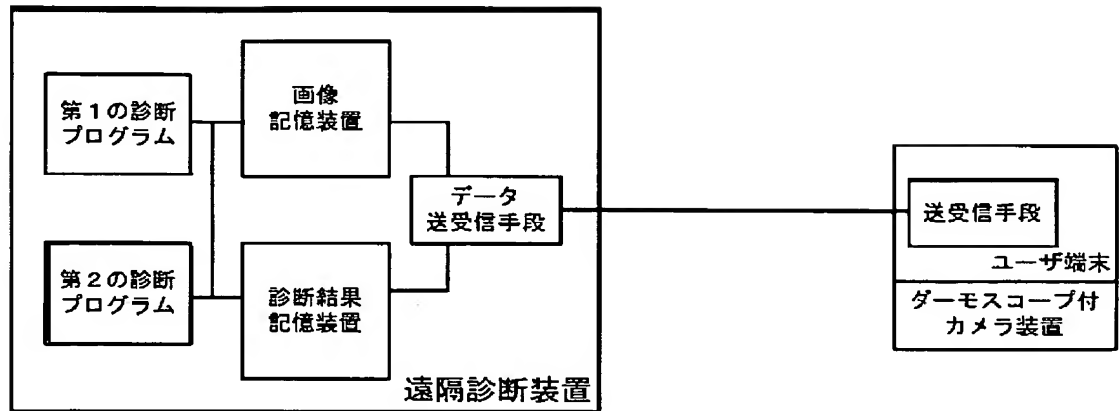 第１の診断
プログラム
画像
記憶装置
データ
送受信手段
第２の診断
プログラム
診断結果
記憶装置
遠隔診断装置
送受信手段
ユーザ端末
ダーモスコープ付
カメラ装置